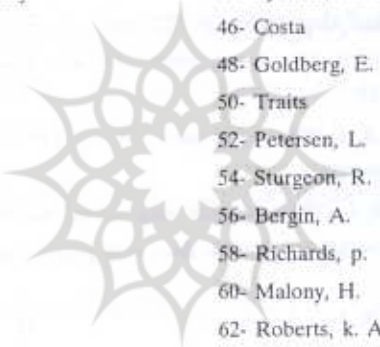 46- Costa
48- Goldberg, E.
50- Traits
52- Petersen, L.
54- Sturgeon, R.
56- Bergin, A.
58- Richards, p.
60- Malony, H.
62- Roberts, k. A